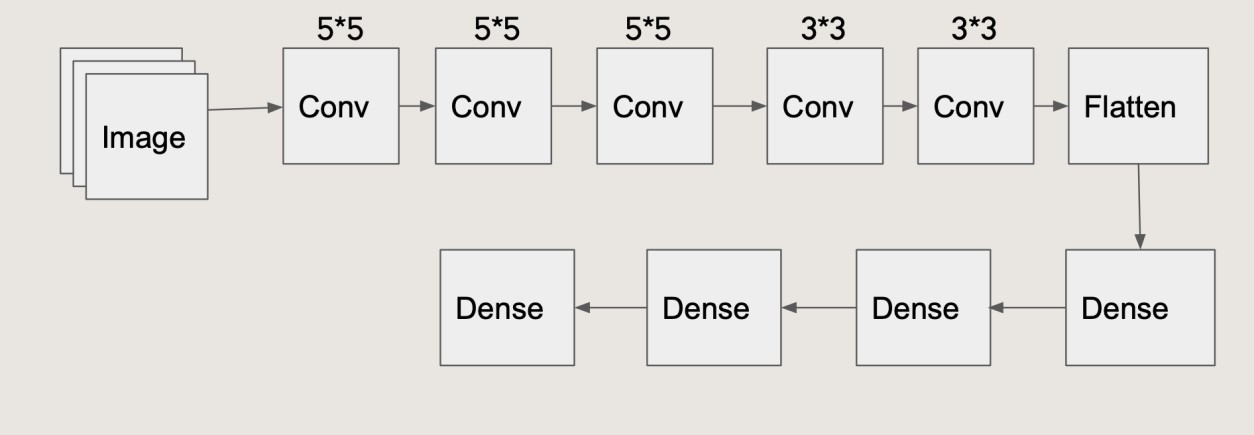 5*5 5*5 5*5 3*3 3*3
Image Conv Conv Conv Conv Conv Flatten
Dense Dense Dense Dense